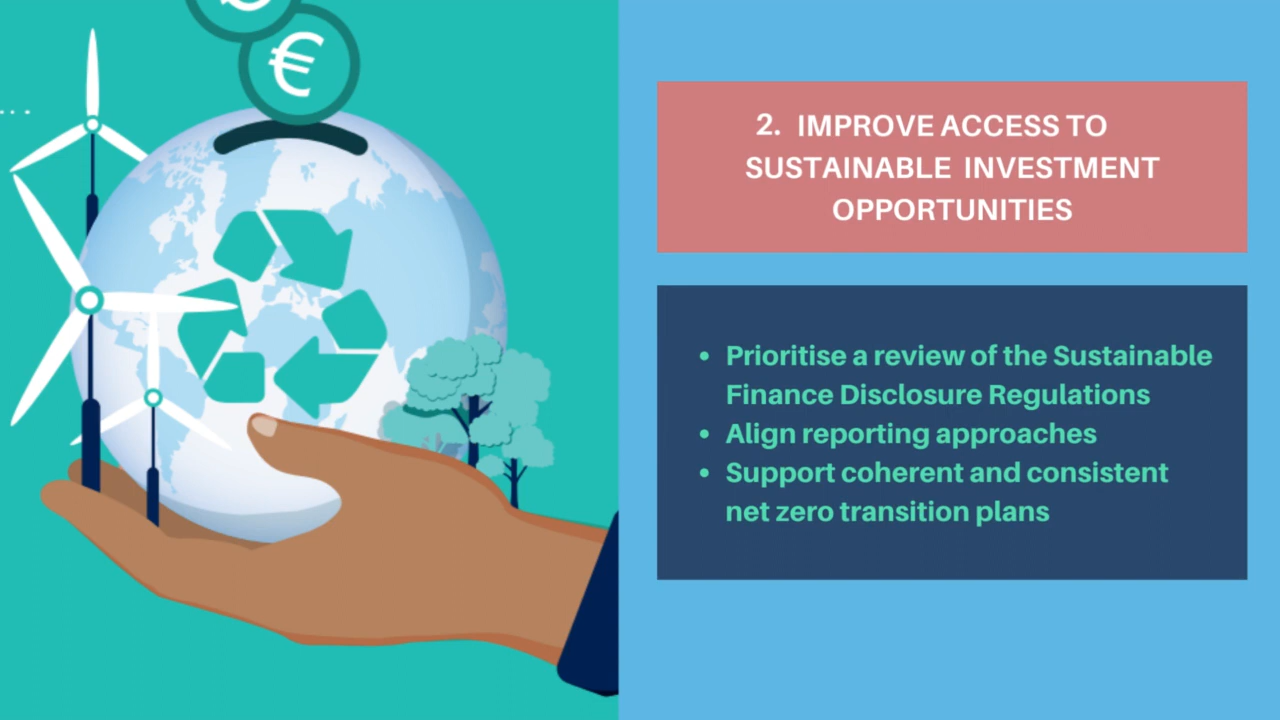 €
2. IMPROVE ACCESS TO
SUSTAINABLE INVESTMENT
OPPORTUNITIES
• Prioritise a review of the Sustainable
Finance Disclosure Regulations
• Align reporting approaches
• Support coherent and consistent
net zero transition plans